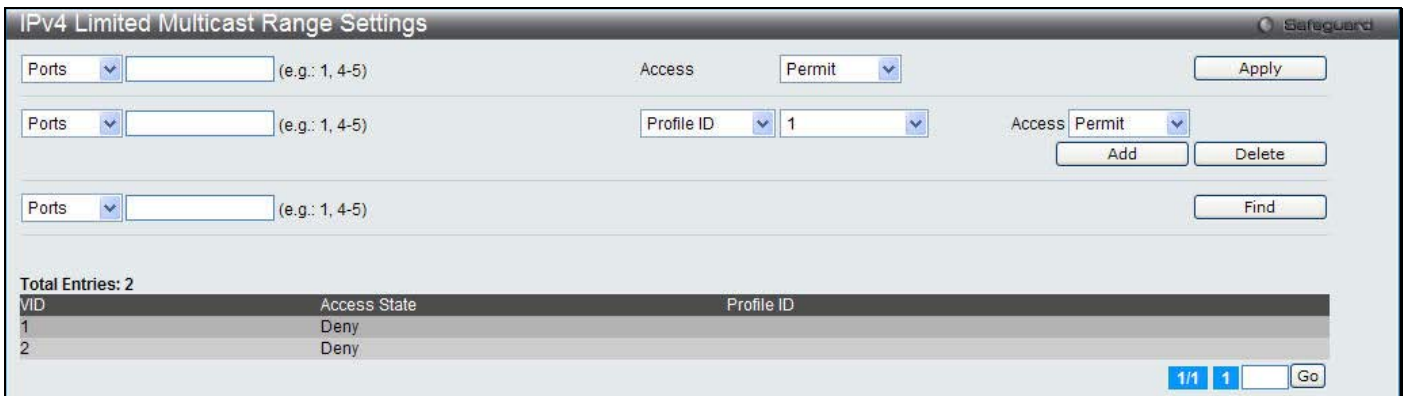 IPv4 Limited Multicast Range Settings
Safeguard
Ports (e.g.: 1, 4-5) Access Permit Apply
Ports (e.g.: 1, 4-5) Profile ID 1 Access Permit
Add Delete
Ports (e.g.: 1, 4-5) Find
Total Entries: 2
VID Access State Profile ID
1 Deny
2 Deny
1/1 1 Go